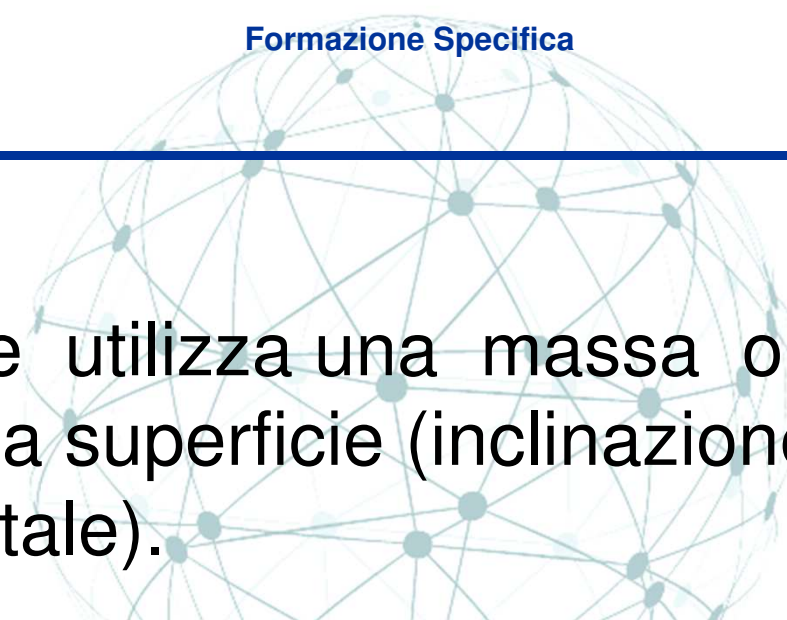 Formazione Specifica
e utilizza una massa o
a superficie (inclinazione
tale).